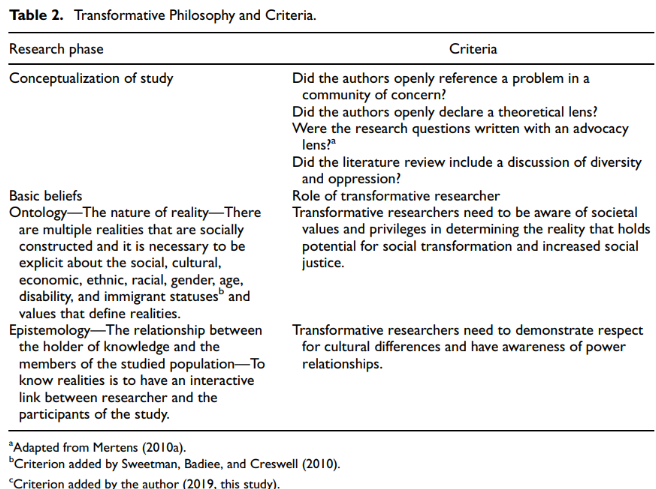 Table 2. Transformative Philosophy and Criteria.
Research phase Criteria
Conceptualization of study Did the authors openly reference a problem in a
community of concern?
Did the authors openly declare a theoretical lens?
Were the research questions written with an advocacy
lens?a
Did the literature review include a discussion of diversity
and oppression?
Basic beliefs Role of transformative researcher
Ontology—The nature of reality—There Transformative researchers need to be aware of societal
are multiple realities that are socially values and privileges in determining the reality that holds
constructed and it is necessary to be potential for social transformation and increased social
explicit about the social, cultural, justice.
economic, ethnic, racial, gender, age,
disability, and immigrant statusesb and
values that define realities.
Epistemology—The relationship between Transformative researchers need to demonstrate respect
the holder of knowledge and the for cultural differences and have awareness of power
members of the studied population—To relationships.
know realities is to have an interactive
link between researcher and the
participants of the study.
aAdapted from Mertens (2010a).
bCriterion added by Sweetman, Badiee, and Creswell (2010).
cCriterion added by the author (2019, this study).